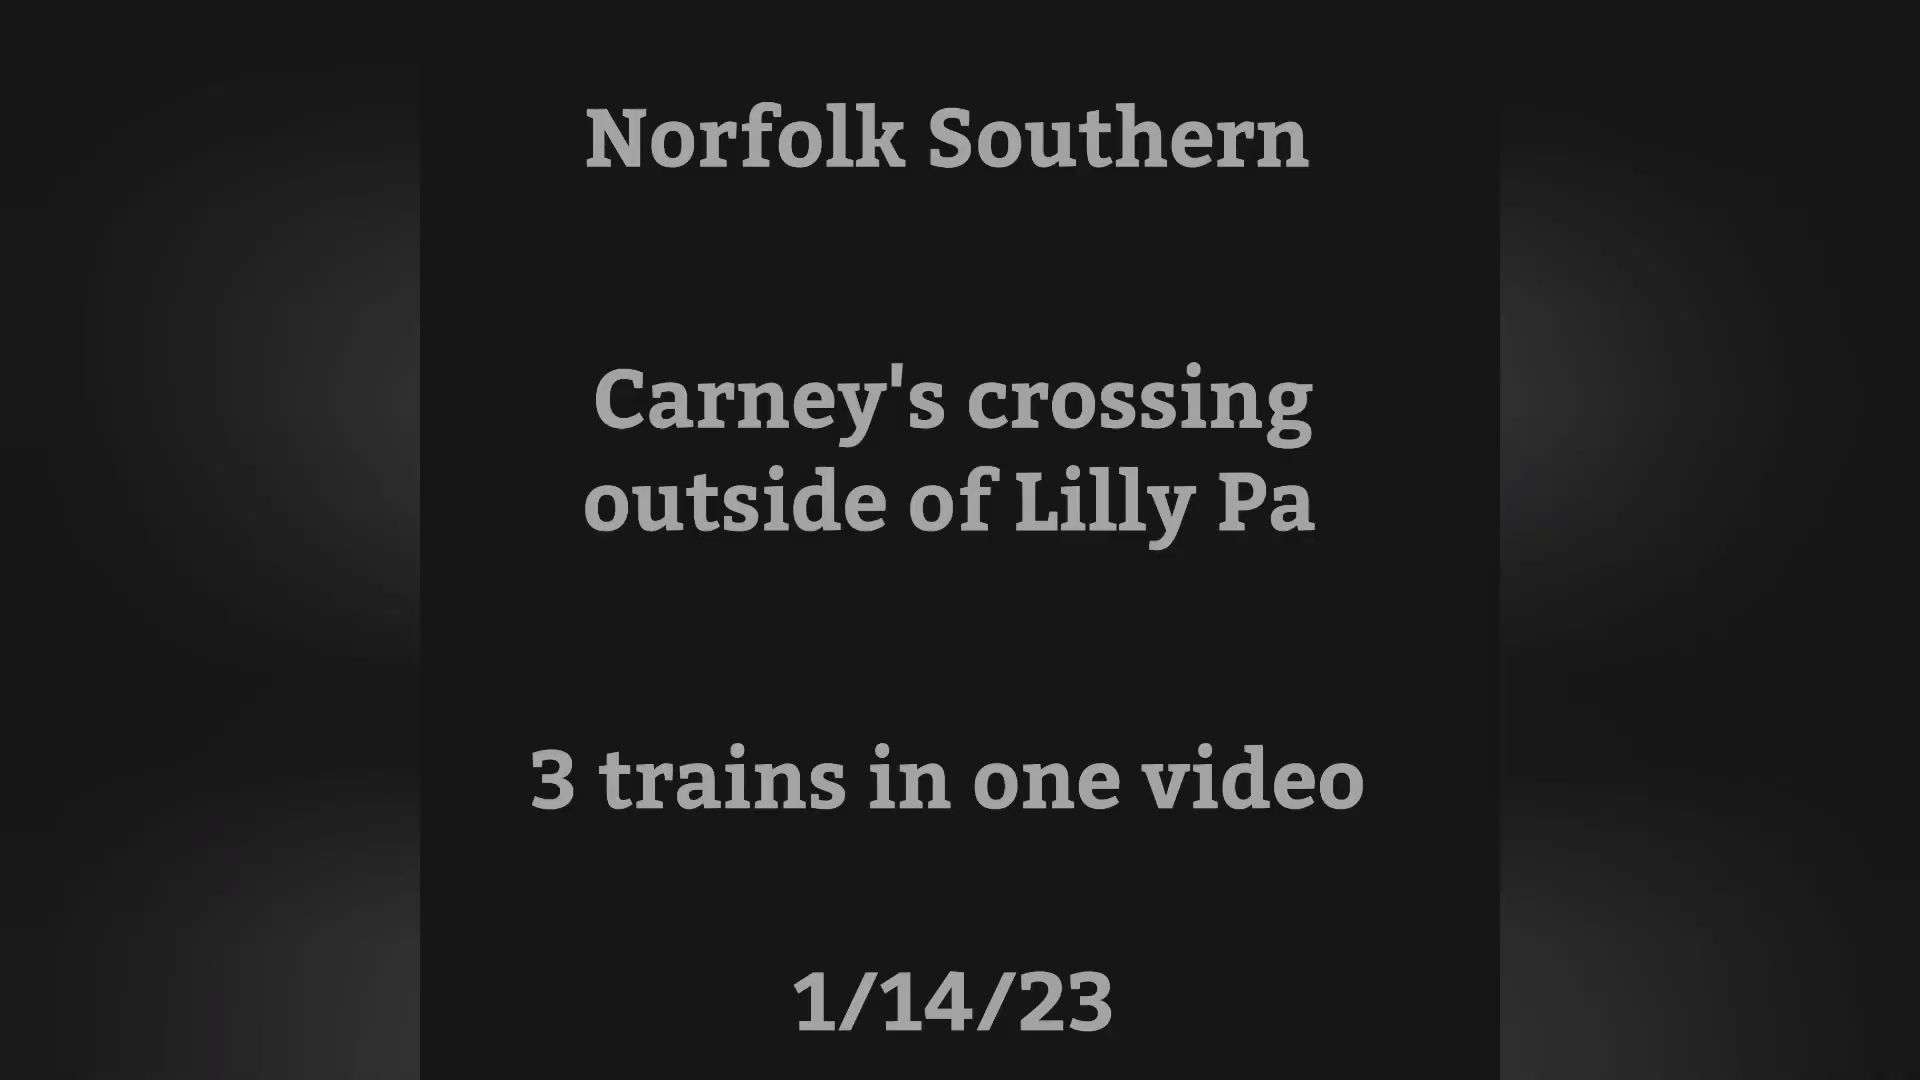 Norfolk Southern
Carney's crossing
outside of Lilly Pa
3 trains in one video
1/14/23